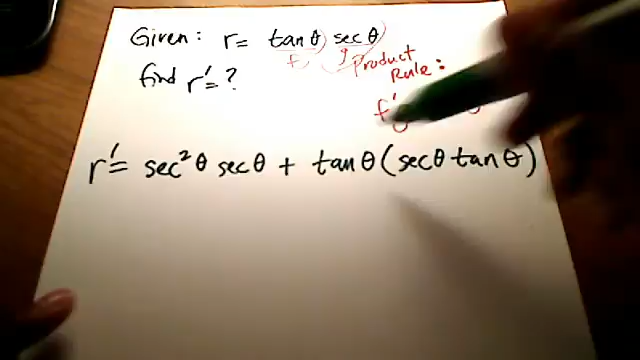 Given: r= tanθ secθ
f g
find r'=? Product
Rule:
f'g
r'= sec²θ secθ + tanθ(secθ tanθ)